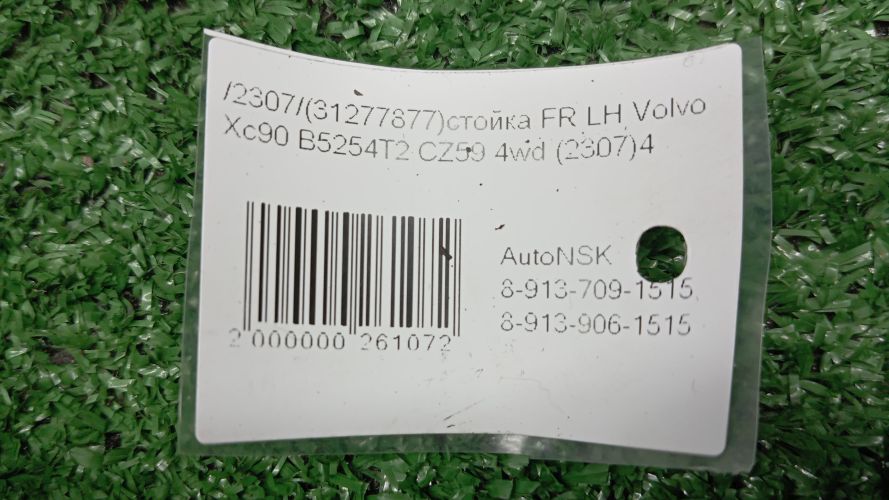 /2307/(31277877)стойка FR LH Volvo
Xc90 B5254T2 CZ59 4wd (2307)4
AutoNSK
8-913-709-1515
8-913-906-1515
2 000000 261072